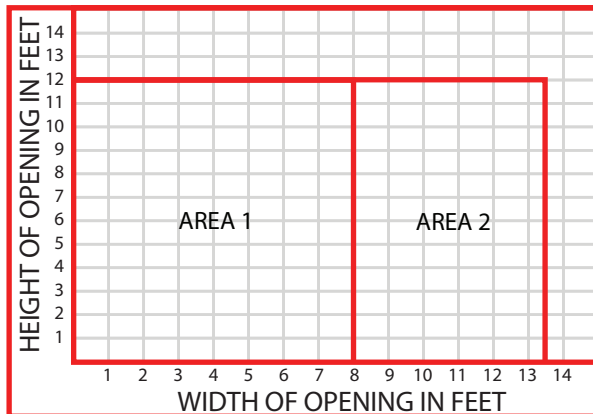 HEIGHT OF OPENING IN FEET
14
13
12
11
10
9
8
7
6
5
4
3
2
1
AREA 1
AREA 2
1 2 3 4 5 6 7 8 9 10 11 12 13 14
WIDTH OF OPENING IN FEET